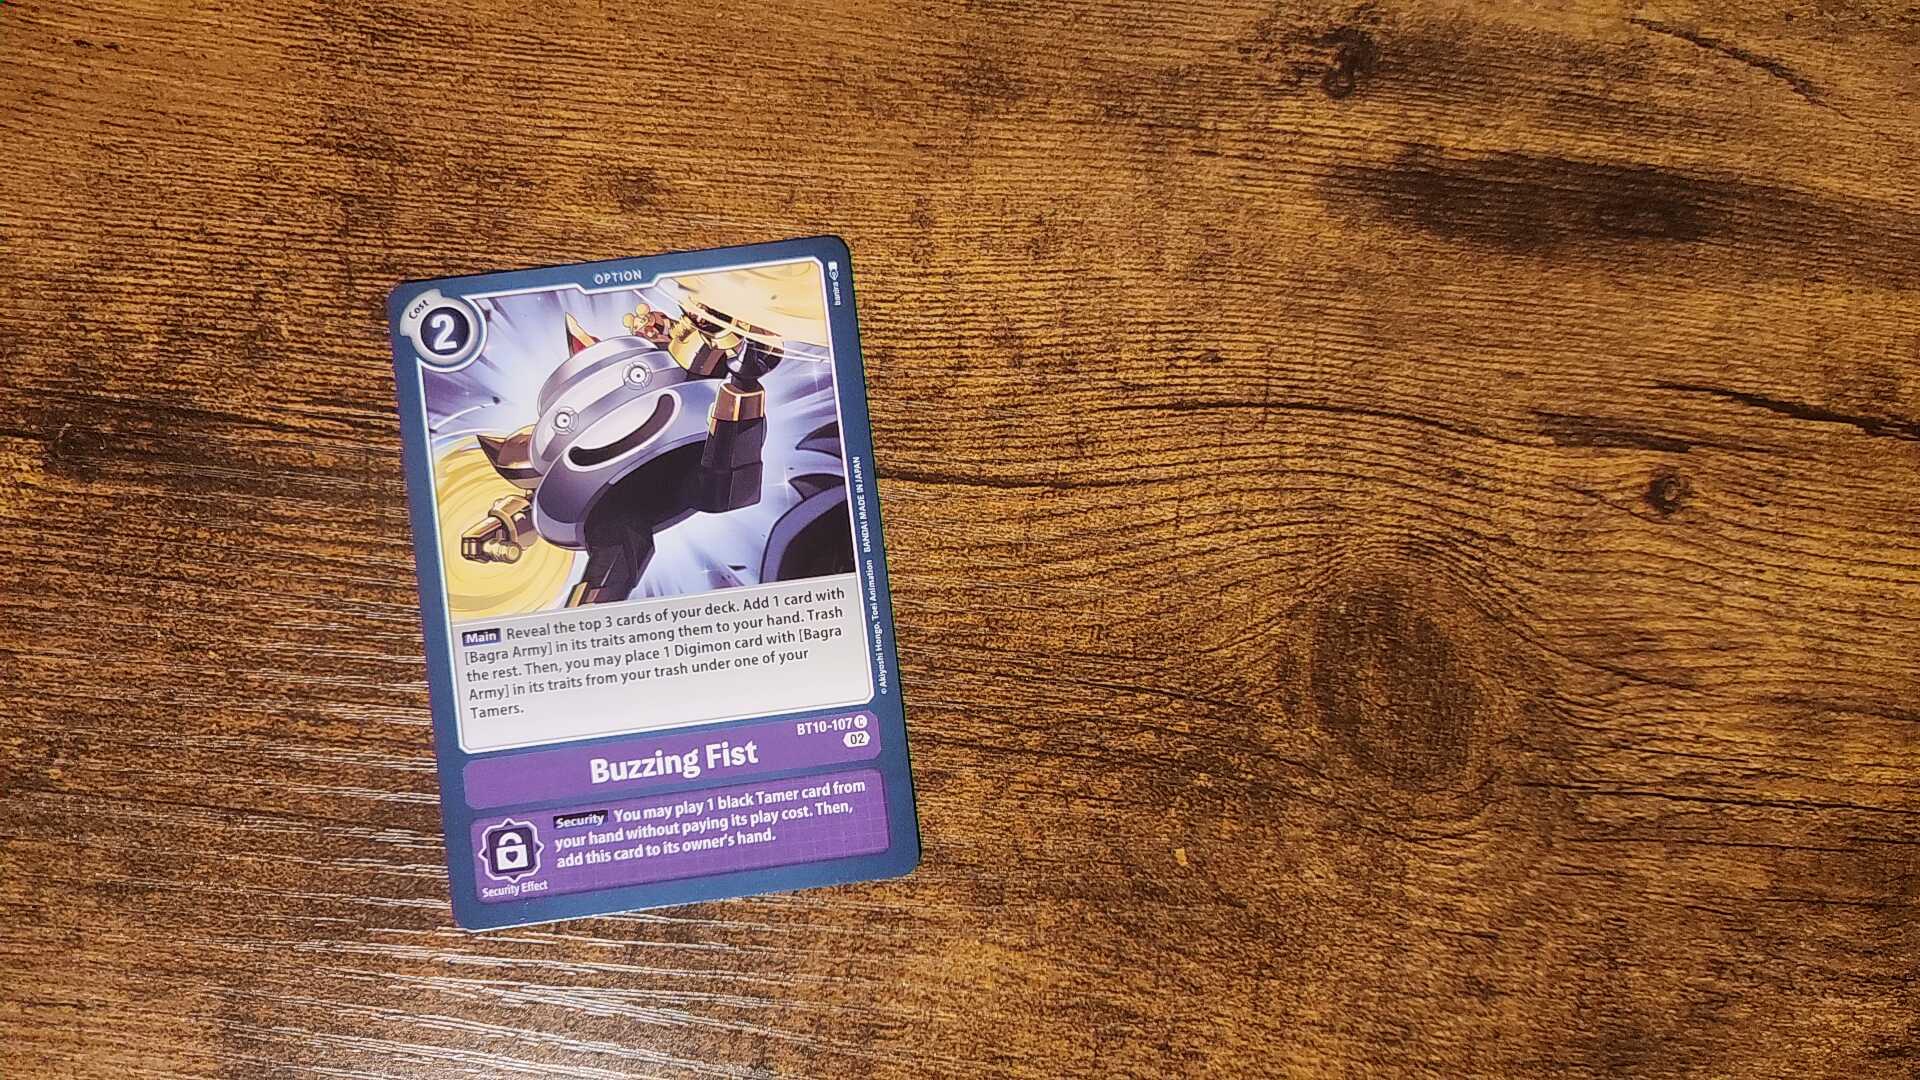 OPTION
Cost
2
banira
Main Reveal the top 3 cards of your deck. Add 1 card with
[Bagra Army] in its traits among them to your hand. Trash
the rest. Then, you may place 1 Digimon card with [Bagra
Army] in its traits from your trash under one of your
Tamers.
©Akiyoshi Hongo, Toei Animation BANDAI MADE IN JAPAN
BT10-107 C
02
Buzzing Fist
Security You may play 1 black Tamer card from
your hand without paying its play cost. Then,
add this card to its owner's hand.
Security Effect